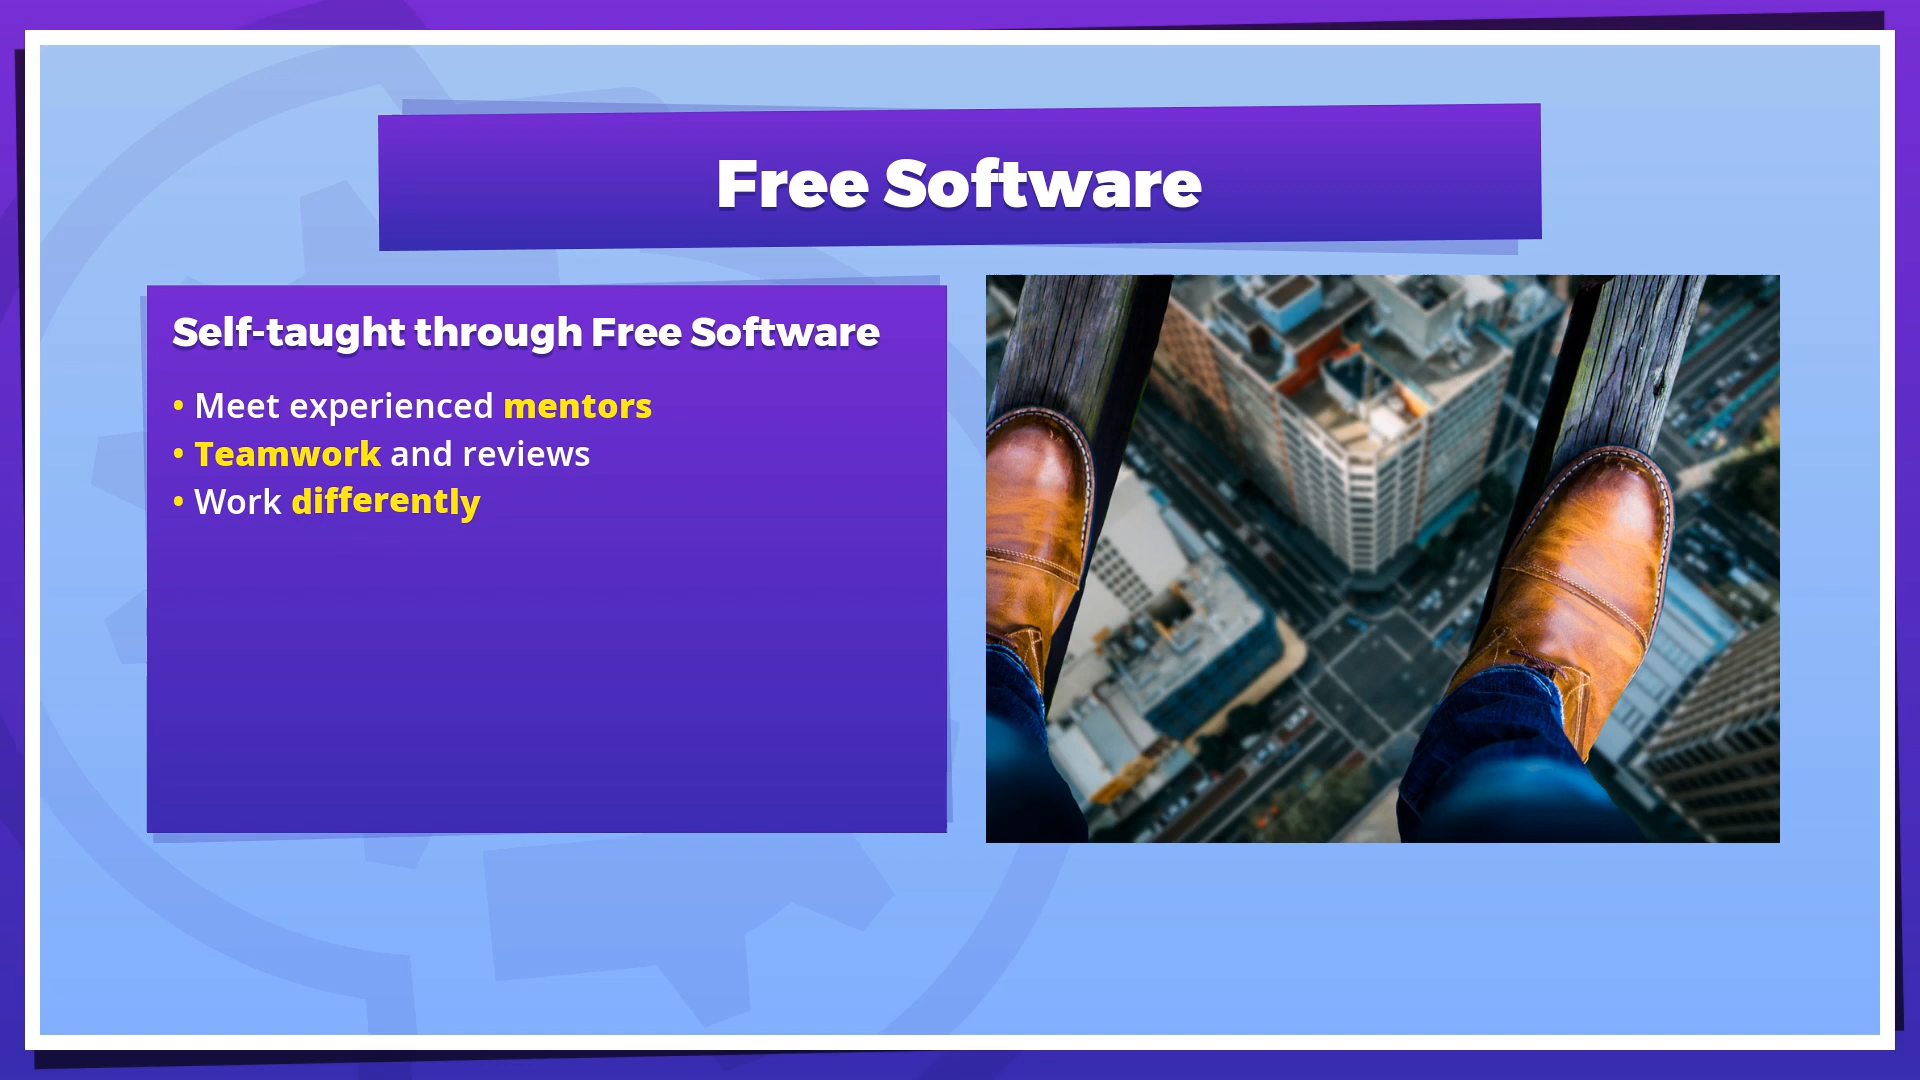 Free Software
Self-taught through Free Software
• Meet experienced mentors
• Teamwork and reviews
• Work differently